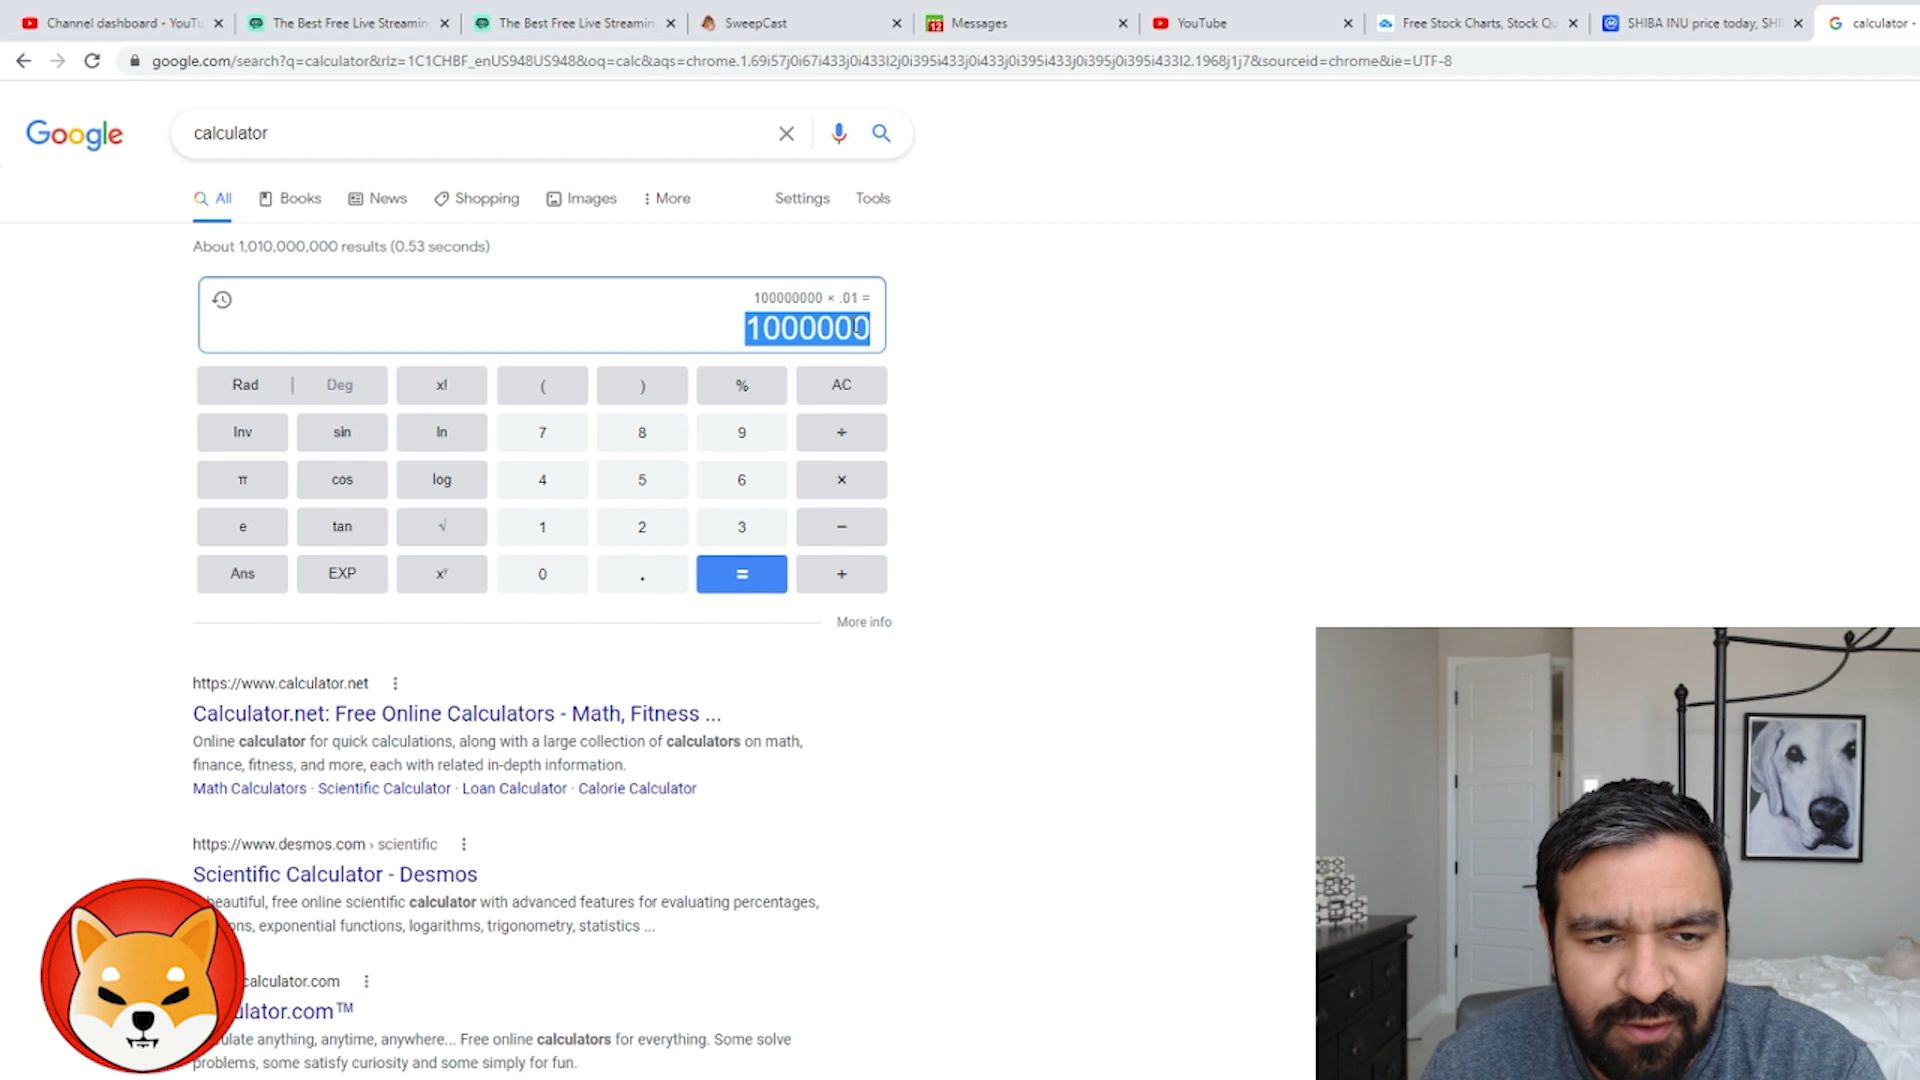 Channel dashboard - YouTu
The Best Free Live Streamin
The Best Free Live Streamin
SweepCast
Messages
YouTube
Free Stock Charts, Stock Qu
SHIBA INU price today, SHI
calculator -
google.com/search?q=calculator&rlz=1C1CHBF_enUS948US948&oq=calc&aqs=chrome.1.69i57j0i67i433j0i433l2j0i395i433j0i433j0i395i433j0i395j0i395i433l2.1968j1j7&sourceid=chrome&ie=UTF-8
Google
calculator
All Books News Shopping Images More Settings Tools
About 1,010,000,000 results (0.53 seconds)
100000000 × .01 =
1000000
Rad | Deg x! ( ) % AC
Inv sin ln 7 8 9 ÷
π cos log 4 5 6 ×
e tan √ 1 2 3 −
Ans EXP xʸ 0 . = +
More info
https://www.calculator.net
Calculator.net: Free Online Calculators - Math, Fitness ...
Online calculator for quick calculations, along with a large collection of calculators on math,
finance, fitness, and more, each with related in-depth information.
Math Calculators · Scientific Calculator · Loan Calculator · Calorie Calculator
https://www.desmos.com › scientific
Scientific Calculator - Desmos
beautiful, free online scientific calculator with advanced features for evaluating percentages,
ons, exponential functions, logarithms, trigonometry, statistics ...
calculator.com
ulator.com™
ulate anything, anytime, anywhere... Free online calculators for everything. Some solve
problems, some satisfy curiosity and some simply for fun.